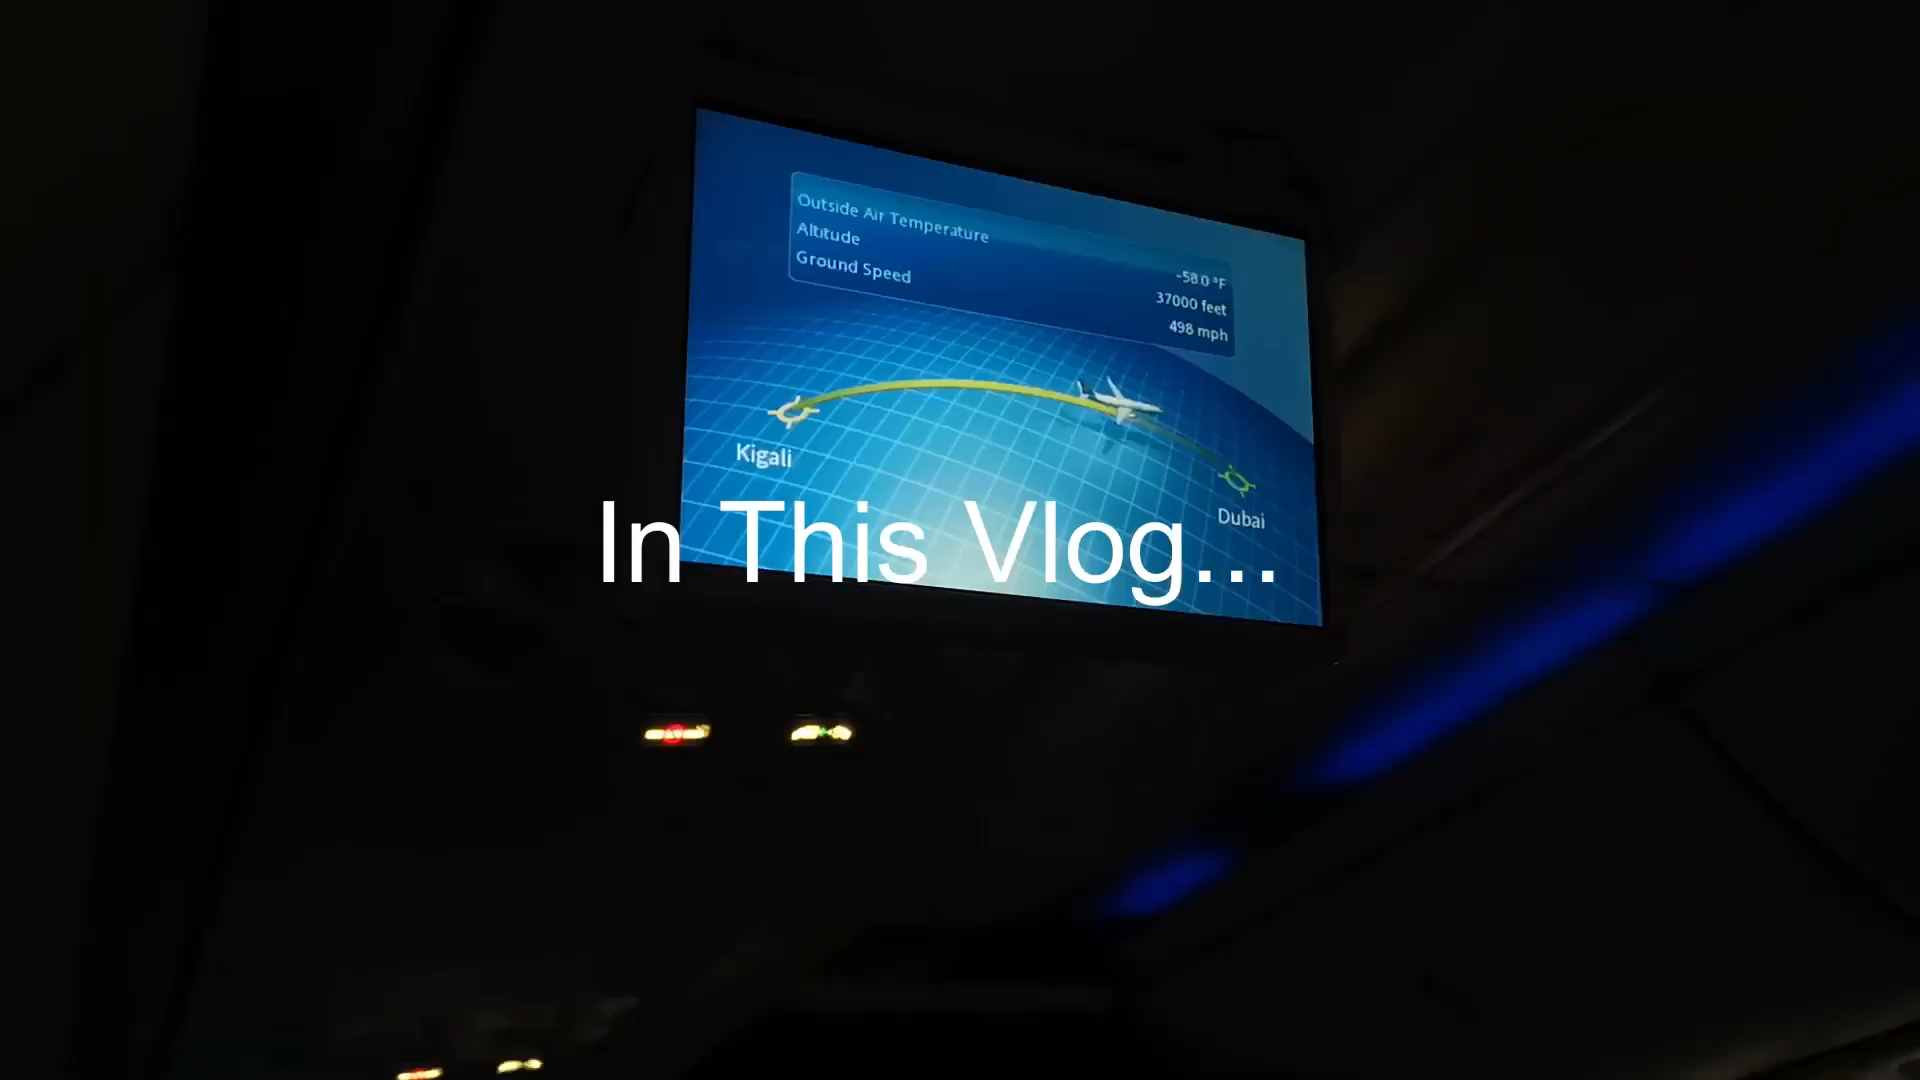 Outside Air Temperature
-58.0 °F
Altitude
37000 feet
Ground Speed
498 mph
Kigali
Dubai
In This Vlog...